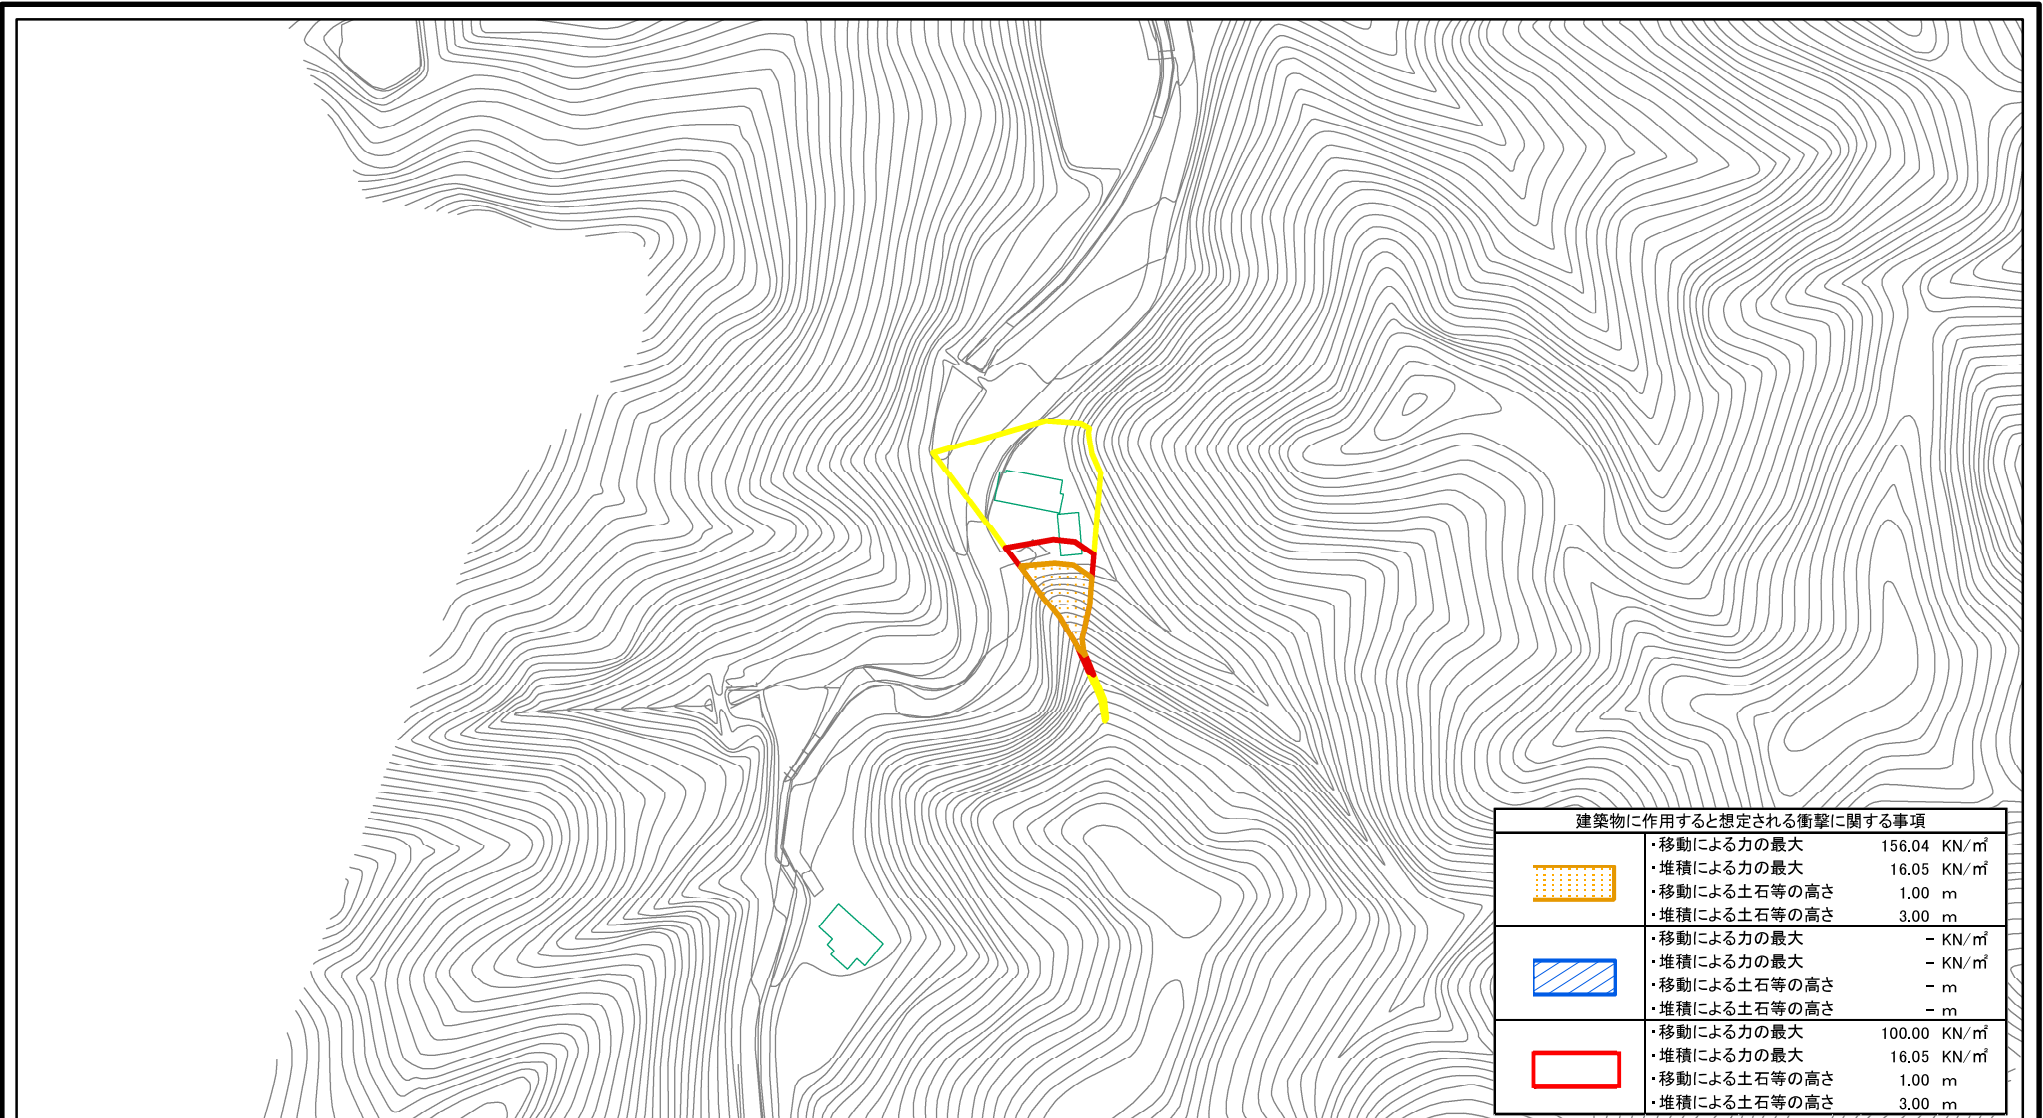 建築物に作用すると想定される衝撃に関する事項
・移動による力の最大 156.04 KN/㎡
・堆積による力の最大 16.05 KN/㎡
・移動による土石等の高さ 1.00 m
・堆積による土石等の高さ 3.00 m
・移動による力の最大 - KN/㎡
・堆積による力の最大 - KN/㎡
・移動による土石等の高さ - m
・堆積による土石等の高さ - m
・移動による力の最大 100.00 KN/㎡
・堆積による力の最大 16.05 KN/㎡
・移動による土石等の高さ 1.00 m
・堆積による土石等の高さ 3.00 m